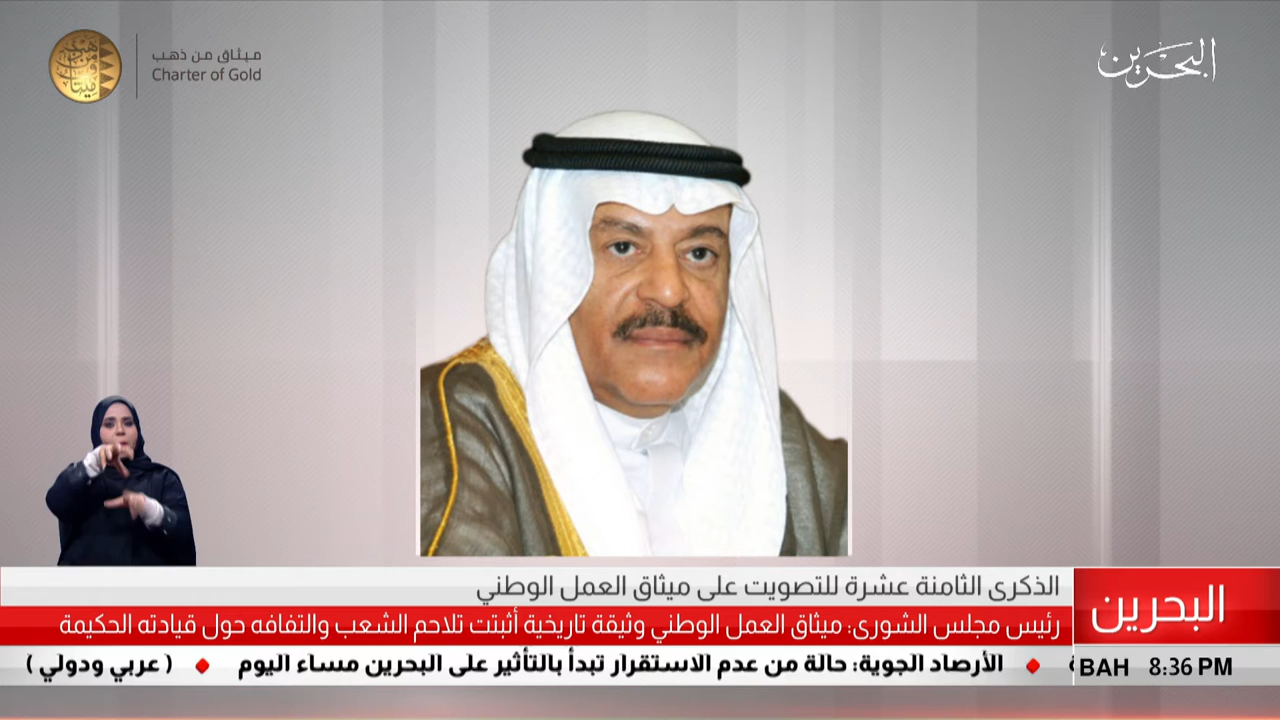 ميثاق من ذهب
Charter of Gold
البحرين
الذكرى الثامنة عشرة للتصويت على ميثاق العمل الوطني
البحرين
رئيس مجلس الشورى: ميثاق العمل الوطني وثيقة تاريخية أثبتت تلاحم الشعب والتفافه حول قيادته الحكيمة
الأرصاد الجوية: حالة من عدم الاستقرار تبدأ بالتأثير على البحرين مساء اليوم ( عربي ودولي )
BAH 8:36 PM